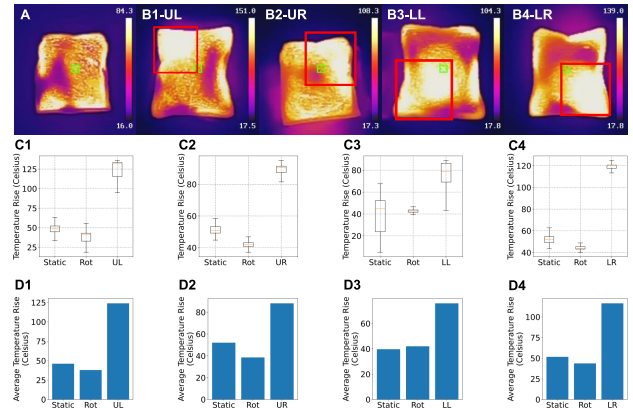 A 84.3 B1-UL 151.0 B2-UR 108.3 B3-LL 104.3 B4-LR 139.0
16.0 17.5 17.3 17.8 17.8
C1 C2 C3 C4
Temperature Rise (Celsius) 125 100 75 50 25 Static Rot UL
Temperature Rise (Celsius) 80 60 40 Static Rot UR
Temperature Rise (Celsius) 80 60 40 20 Static Rot LL
Temperature Rise (Celsius) 120 100 80 60 40 Static Rot LR
D1 D2 D3 D4
Average Temperature Rise (Celsius) 125 100 75 50 25 0 Static Rot UL
Average Temperature Rise (Celsius) 80 60 40 20 0 Static Rot UR
Average Temperature Rise (Celsius) 60 40 20 0 Static Rot LL
Average Temperature Rise (Celsius) 100 75 50 25 0 Static Rot LR